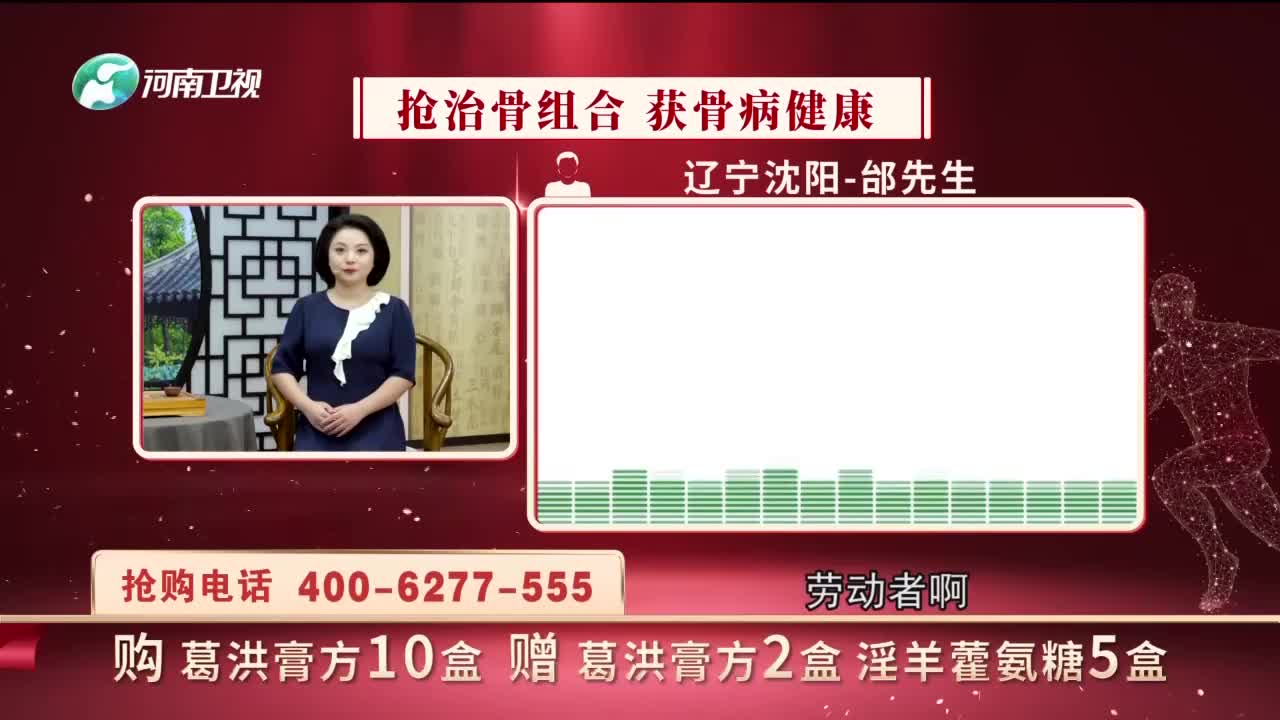 河南卫视
抢治骨组合 获骨病健康
辽宁沈阳-邰先生
抢购电话 400-6277-555
劳动者啊
购 葛洪膏方10盒 赠 葛洪膏方2盒 淫羊藿氨糖5盒